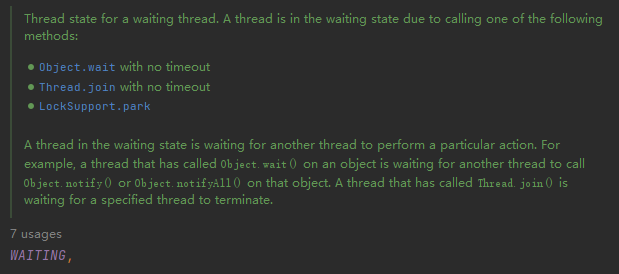 Thread state for a waiting thread. A thread is in the waiting state due to calling one of the following
methods:
• Object.wait with no timeout
• Thread.join with no timeout
• LockSupport.park
A thread in the waiting state is waiting for another thread to perform a particular action. For
example, a thread that has called Object.wait() on an object is waiting for another thread to call
Object.notify() or Object.notifyAll() on that object. A thread that has called Thread.join() is
waiting for a specified thread to terminate.
7 usages
WAITING,